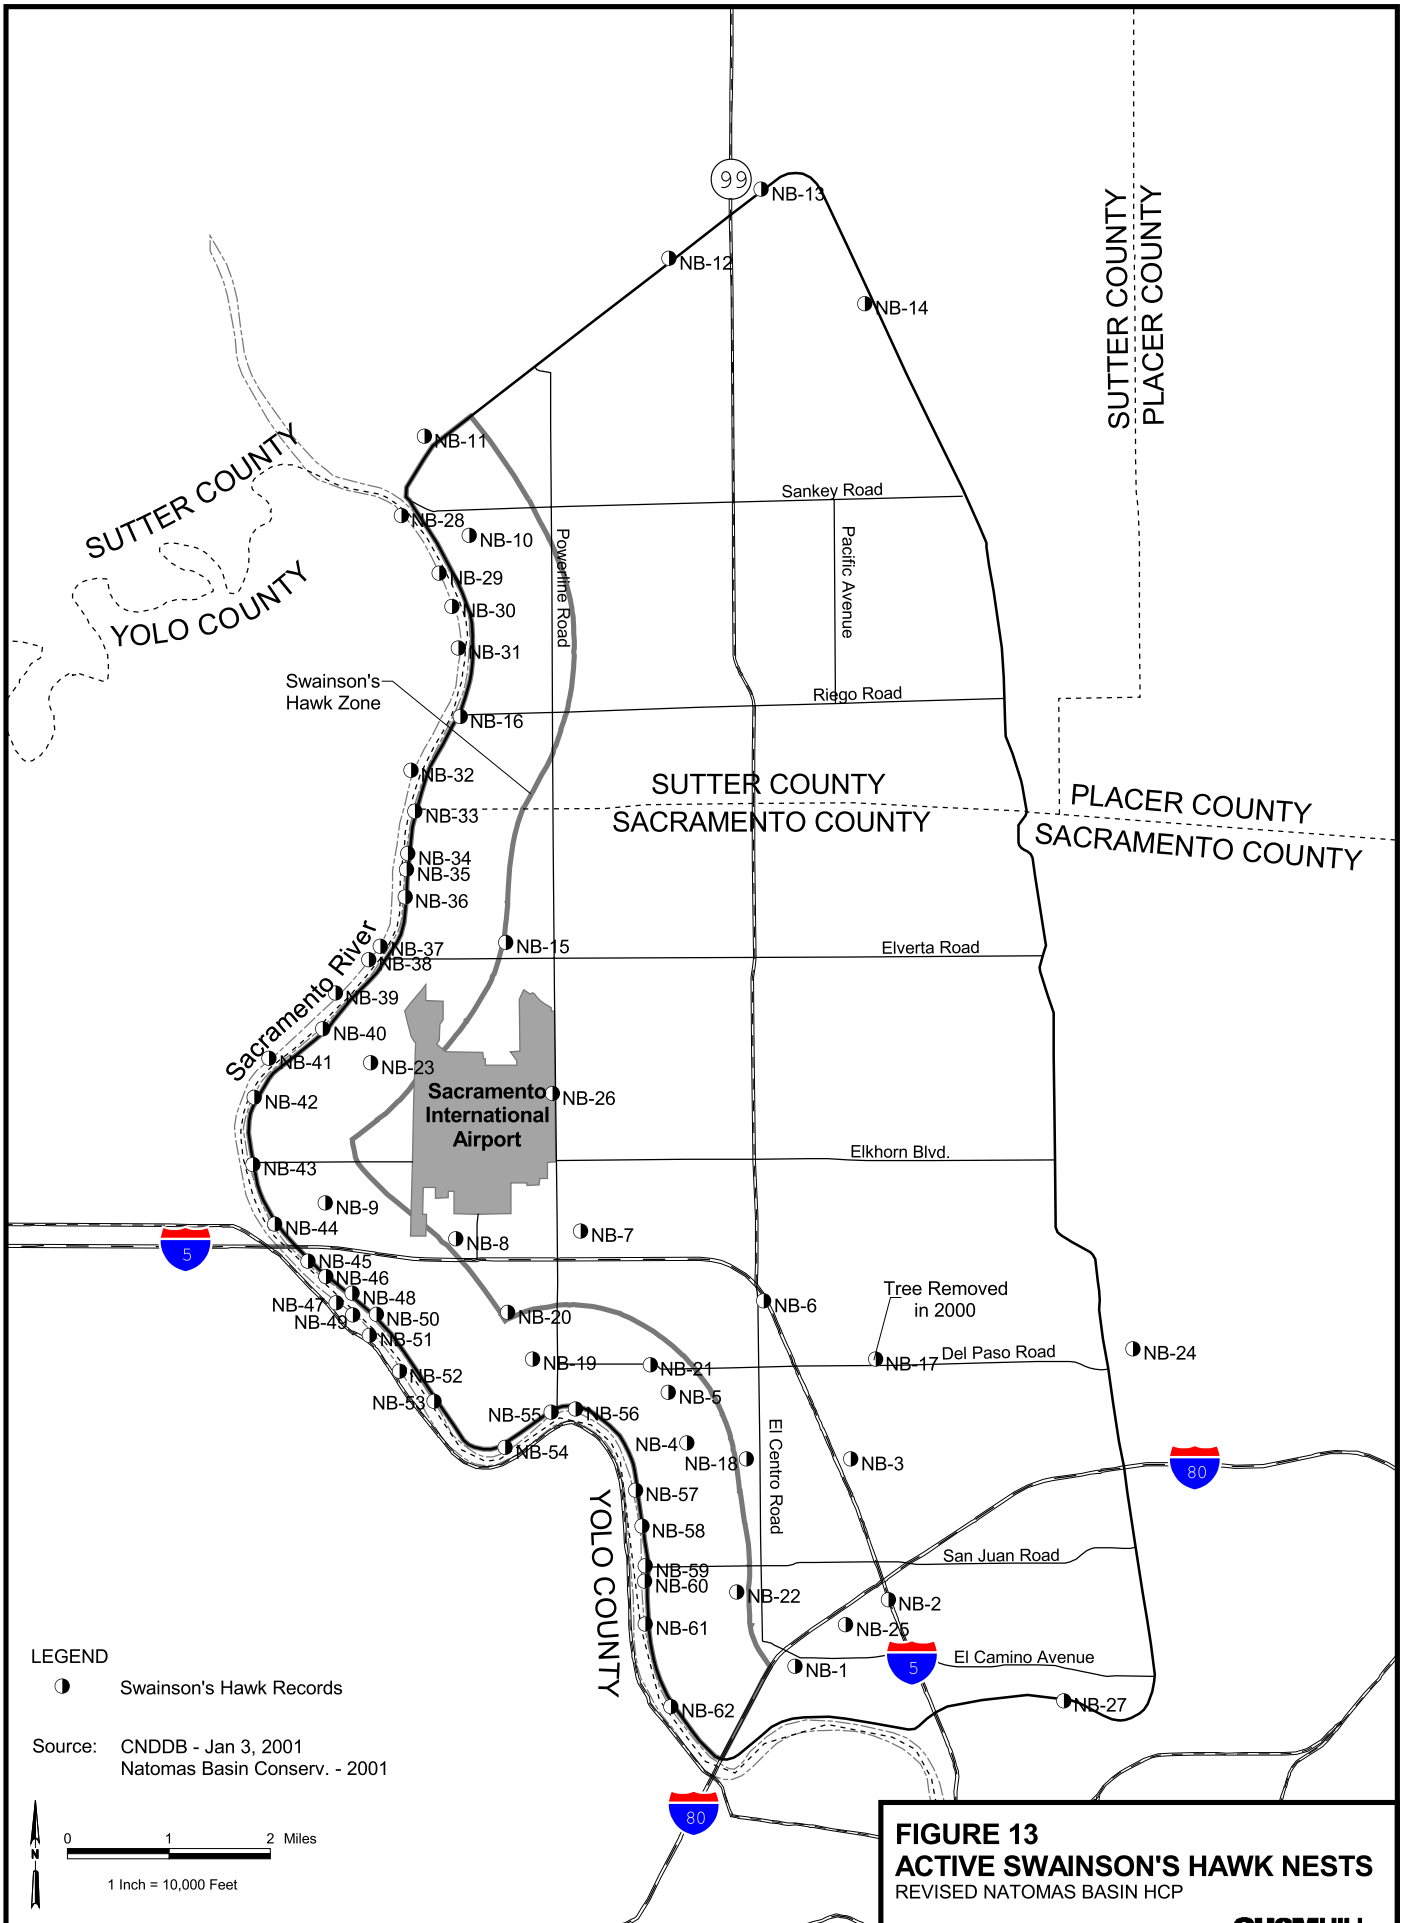 99
NB-13
NB-12
NB-14
SUTTER COUNTY
PLACER COUNTY
NB-11
SUTTER COUNTY
YOLO COUNTY
Sankey Road
NB-28
NB-10
Powerline Road
Pacific Avenue
NB-29
NB-30
NB-31
Swainson's
Hawk Zone
Riego Road
NB-16
NB-32
SUTTER COUNTY
SACRAMENTO COUNTY
PLACER COUNTY
SACRAMENTO COUNTY
NB-33
NB-34
NB-35
NB-36
Sacramento River
NB-37
NB-38
NB-15
Elverta Road
NB-39
NB-40
NB-41
NB-23
NB-42
Sacramento
International
Airport
NB-26
NB-43
Elkhorn Blvd.
NB-9
NB-44
NB-8
NB-7
5
NB-45
NB-46
NB-48
NB-47
NB-49
NB-50
NB-51
NB-20
NB-6
Tree Removed
in 2000
NB-17
Del Paso Road
NB-24
NB-19
NB-21
NB-52
NB-53
NB-5
NB-55
NB-56
NB-54
NB-4
NB-18
El Centro Road
NB-3
80
NB-57
NB-58
YOLO COUNTY
NB-59
NB-60
San Juan Road
NB-22
NB-2
NB-61
NB-25
5
El Camino Avenue
NB-1
NB-62
NB-27
80
LEGEND
Swainson's Hawk Records
Source: CNDDB - Jan 3, 2001
Natomas Basin Conserv. - 2001
N
0 1 2 Miles
1 Inch = 10,000 Feet
FIGURE 13
ACTIVE SWAINSON'S HAWK NESTS
REVISED NATOMAS BASIN HCP